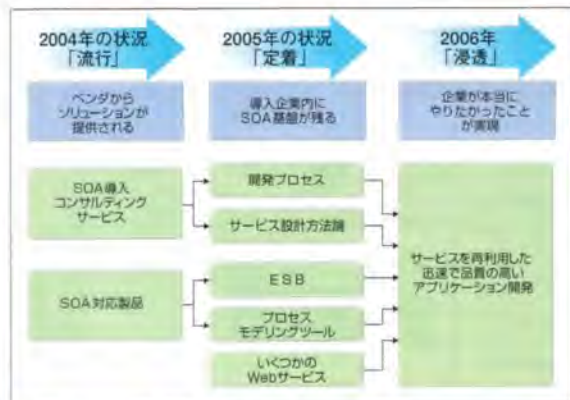 2004年の状況
「流行」
2005年の状況
「定着」
2006年
「浸透」
ベンダから
ソリューションが
提供される
導入企業内に
SOA基盤が残る
企業が本当に
やりたかったこと
が実現
SOA導入
コンサルティング
サービス
SOA対応製品
開発プロセス
サービス設計方法論
ESB
プロセス
モデリングツール
いくつかの
Webサービス
サービスを再利用した
迅速で品質の高い
アプリケーション開発